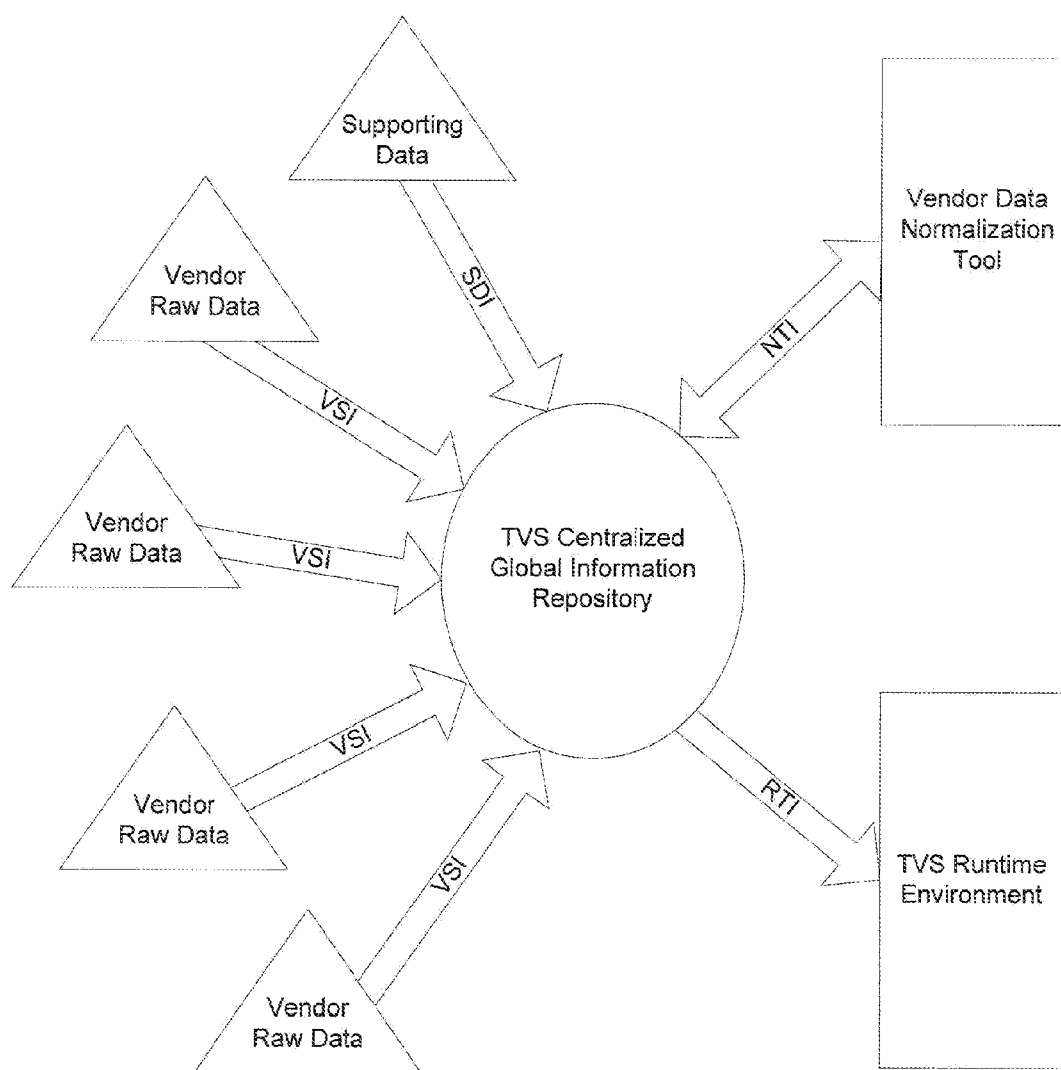 Supporting
Data
SDI
Vendor
Raw Data
VSI
Vendor
Raw Data
VSI
Vendor
Raw Data
VSI
Vendor
Raw Data
VSI
TVS Centralized
Global Information
Repository
NTI
Vendor Data
Normalization
Tool
RTI
TVS Runtime
Environment